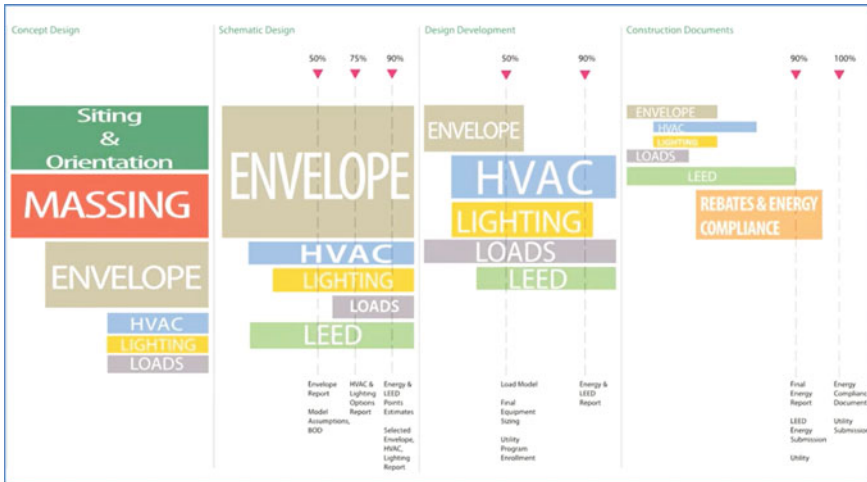 Concept Design
Siting
&
Orientation
MASSING
ENVELOPE
HVAC
LIGHTING
LOADS
Schematic Design
50%
75%
90%
ENVELOPE
HVAC
LIGHTING
LOADS
LEED
Envelope
Report
Model
Assumptions,
BOD
HVAC &
Lighting
Options
Report
Energy &
LEED
Points
Estimates
Selected
Envelope,
HVAC,
Lighting
Report
Design Development
50%
90%
ENVELOPE
HVAC
LIGHTING
LOADS
LEED
Load Model
Final
Equipment
Sizing
Utility
Program
Enrollment
Energy &
LEED
Report
Construction Documents
90%
100%
ENVELOPE
HVAC
LIGHTING
LOADS
LEED
REBATES & ENERGY
COMPLIANCE
Final
Energy
Report
LEED
Energy
Submission
Utility
Energy
Complianc
Document
Utility
Submission